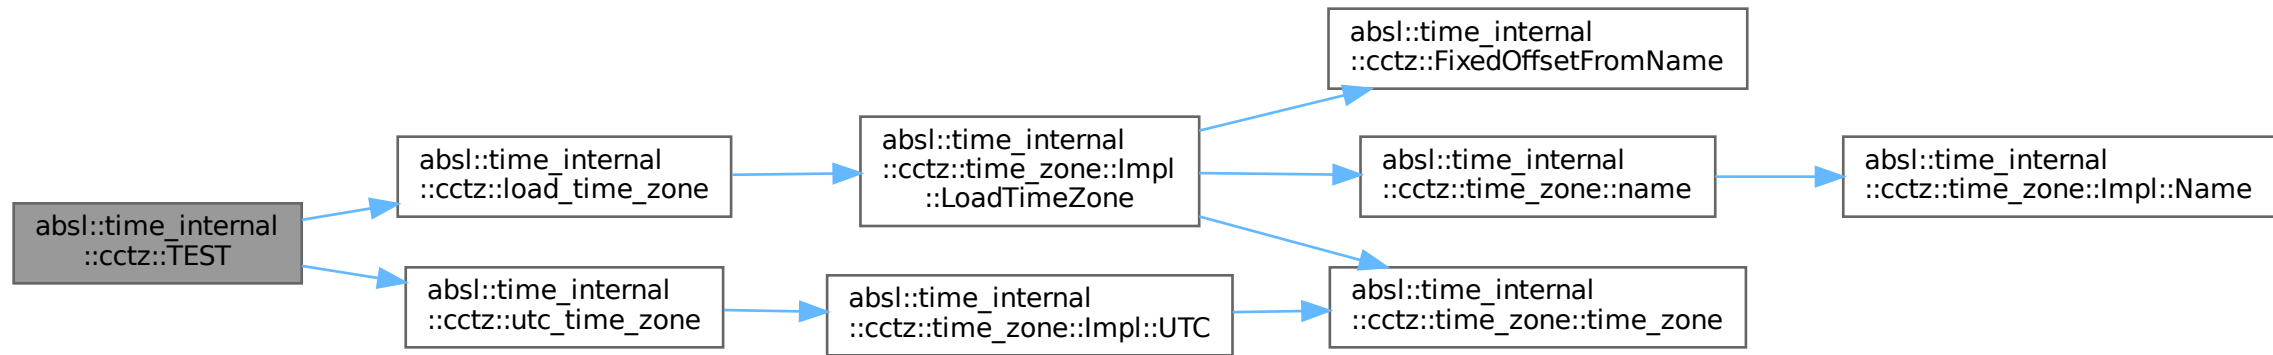 absl::time_internal
::cctz::TEST
absl::time_internal
::cctz::load_time_zone
absl::time_internal
::cctz::time_zone::Impl
::LoadTimeZone
absl::time_internal
::cctz::FixedOffsetFromName
absl::time_internal
::cctz::time_zone::name
absl::time_internal
::cctz::time_zone::Impl::Name
absl::time_internal
::cctz::time_zone::time_zone
absl::time_internal
::cctz::utc_time_zone
absl::time_internal
::cctz::time_zone::Impl::UTC